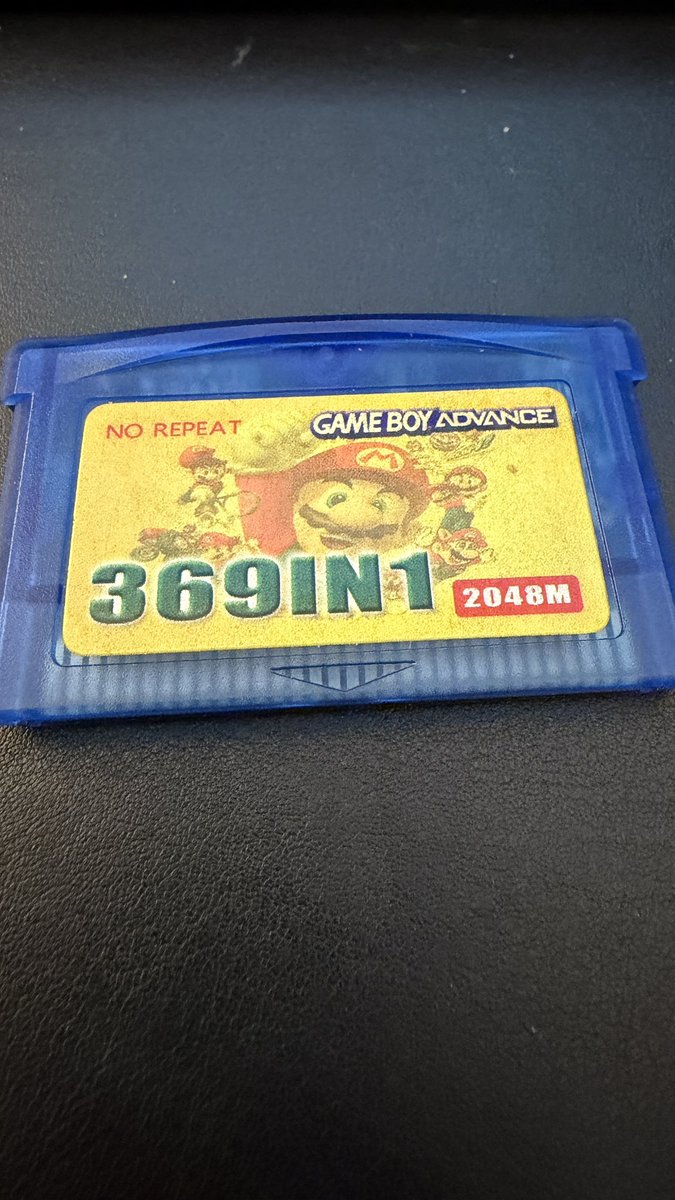 NO REPEAT
GAME BOY ADVANCE
M
369IN1
2048M